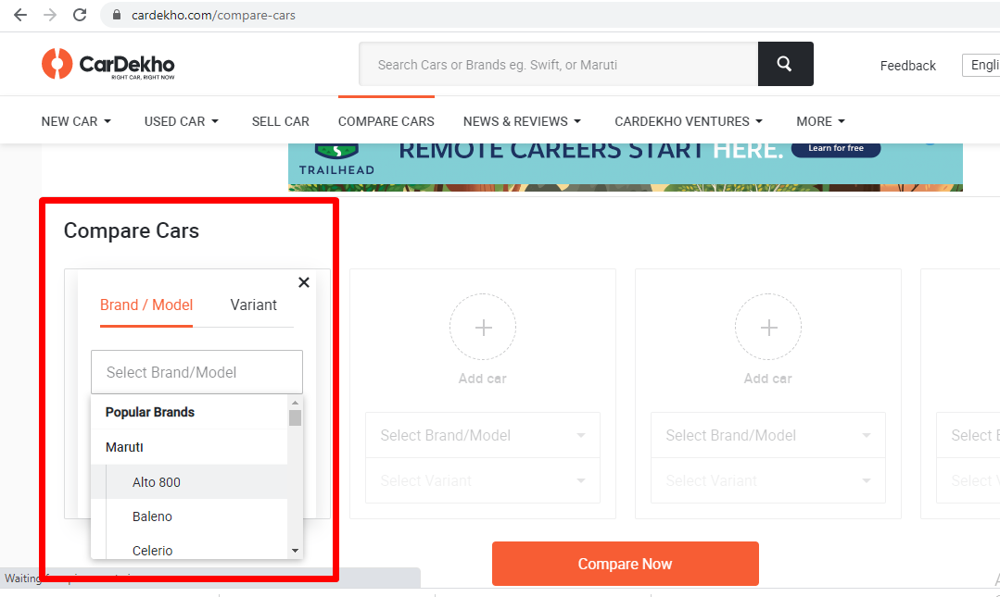 cardekho.com/compare-cars
CarDekho
RIGHT CAR, RIGHT NOW
Search Cars or Brands eg. Swift, or Maruti
Feedback
Engli
NEW CAR
USED CAR
SELL CAR
COMPARE CARS
NEWS & REVIEWS
CARDEKHO VENTURES
MORE
TRAILHEAD
REMOTE CAREERS START HERE.
Learn for free
Compare Cars
Brand / Model
Variant
Select Brand/Model
Popular Brands
Maruti
Alto 800
Baleno
Celerio
Add car
Select Brand/Model
Select Variant
Add car
Select Brand/Model
Select Variant
Select
Select
Compare Now
Waiting